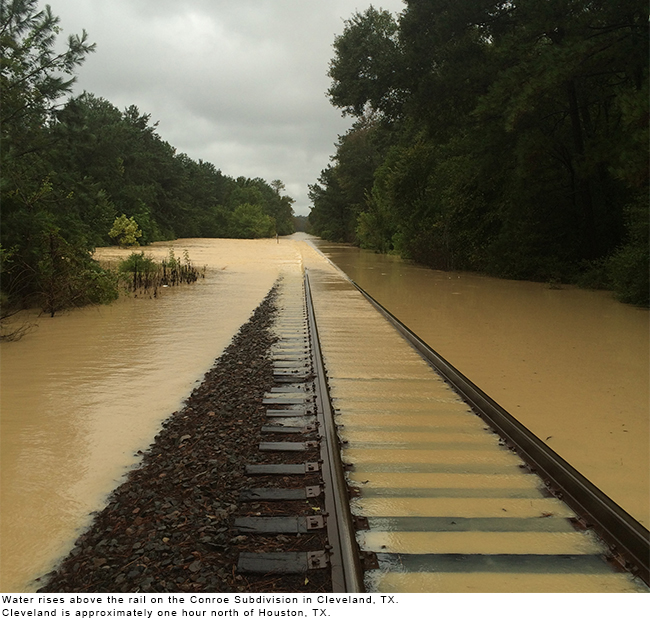 Water rises above the rail on the Conroe Subdivision in Cleveland, TX.
Cleveland is approximately one hour north of Houston, TX.